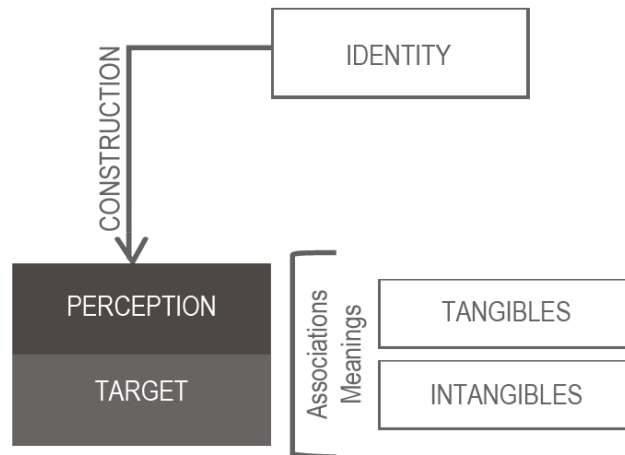 IDENTITY
CONSTRUCTION
PERCEPTION
TARGET
Associations
Meanings
TANGIBLES
INTANGIBLES